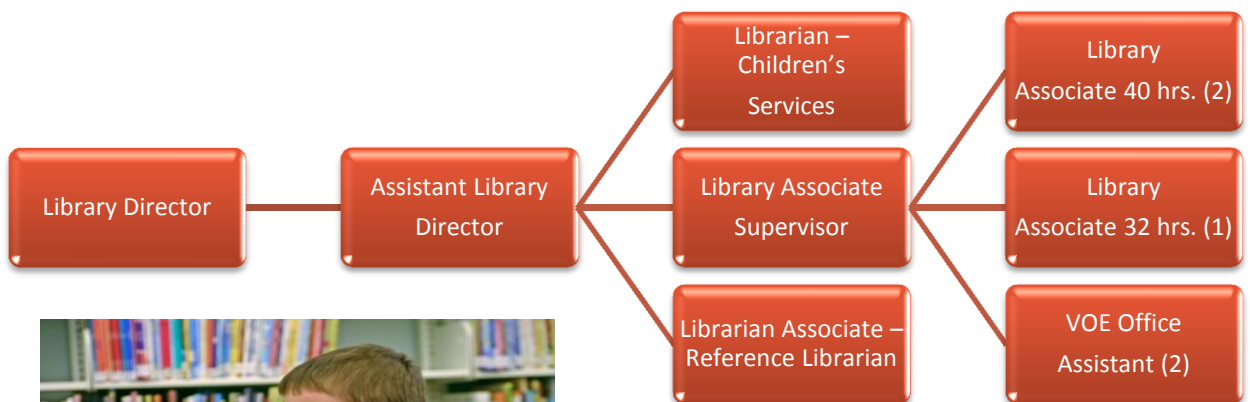 Library Director
Assistant Library
Director
Librarian –
Children's
Services
Library Associate
Supervisor
Librarian Associate –
Reference Librarian
Library
Associate 40 hrs. (2)
Library
Associate 32 hrs. (1)
VOE Office
Assistant (2)